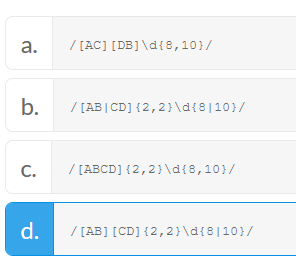 a. /[AC][DB]\d{8,10}/
b. /[AB|CD]{2,2}\d{8|10}/
c. /[ABCD]{2,2}\d{8,10}/
d. /[AB][CD]{2,2}\d{8|10}/